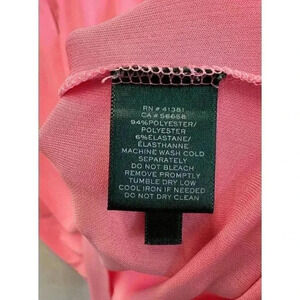 RN # 41381
CA # 56658
94%POLYESTER/
POLYESTER
6%ELASTANE/
ÉLASTHANNE
MACHINE WASH COLD
SEPARATELY
DO NOT BLEACH
REMOVE PROMPTLY
TUMBLE DRY LOW
COOL IRON IF NEEDED
DO NOT DRY CLEAN